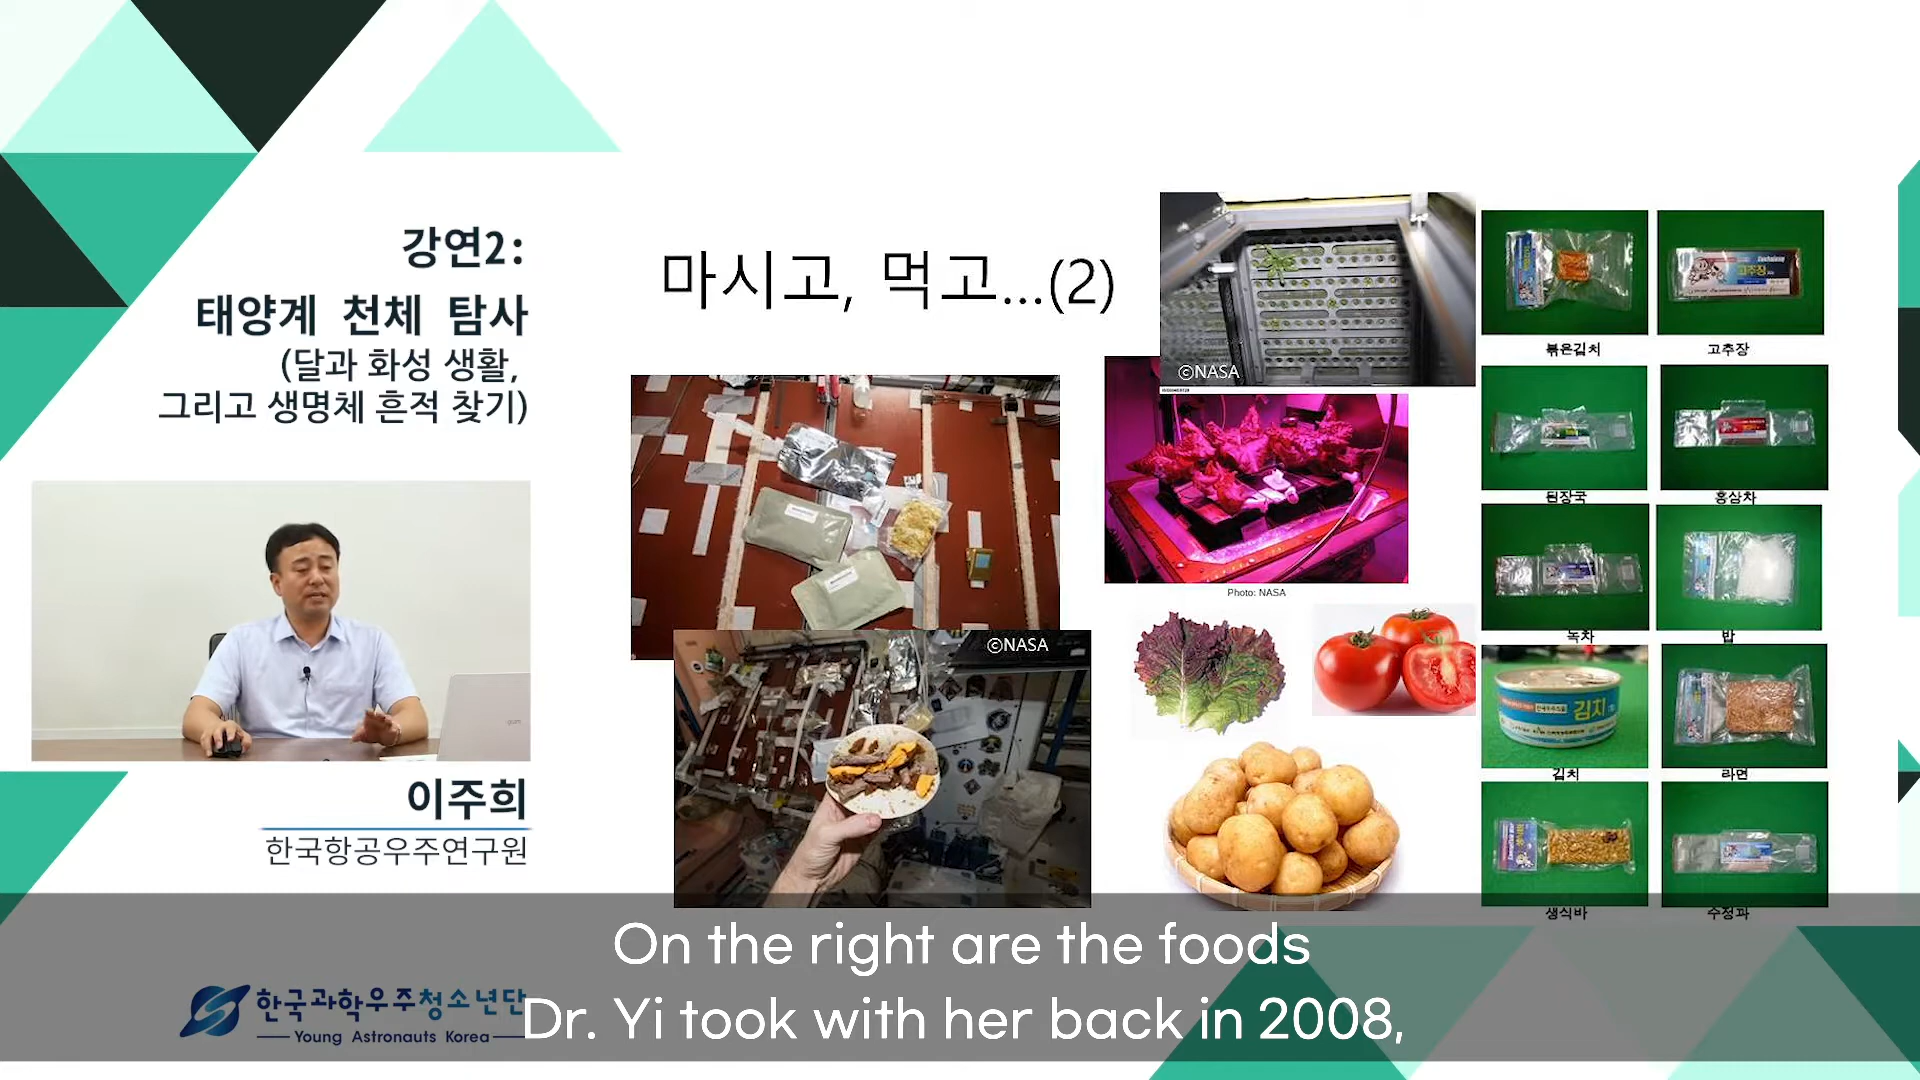 강연2:
태양계 천체 탐사
(달과 화성 생활,
그리고 생명체 흔적 찾기)
이주희
한국항공우주연구원
마시고, 먹고...(2)
©NASA
Photo: NASA
©NASA
볶은김치
고추장
고추장
된장국
홍삼차
녹차
밥
김치
김치
라면
생식바
수정과
On the right are the foods
Dr. Yi took with her back in 2008,
한국과학우주청소년단
Young Astronauts Korea